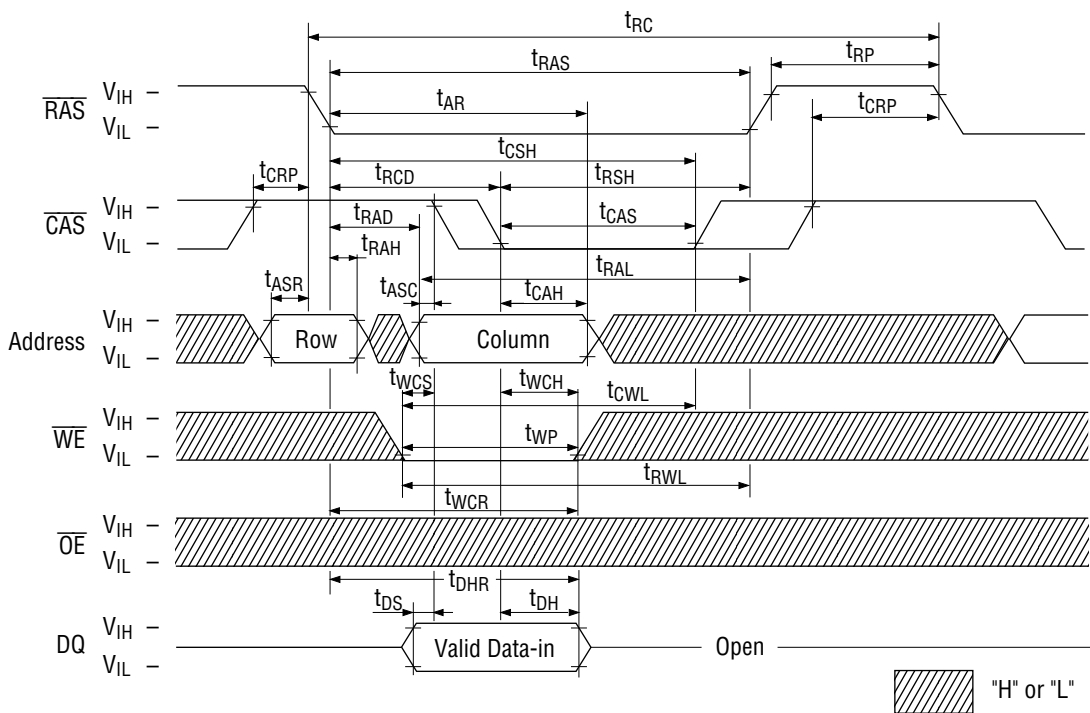 tRC
tRP
tRAS
tAR
tCRP
RAS
VIH –
VIL –
tCSH
tCRP
tRCD
tRSH
CAS
VIH –
VIL –
tRAD
tCAS
tRAH
tRAL
tASR
tASC
tCAH
Address
VIH –
VIL –
Row
Column
tWCS
tWCH
tCWL
WE
VIH –
VIL –
tWP
tRWL
tWCR
OE
VIH –
VIL –
tDHR
tDS
tDH
DQ
VIH –
VIL –
Valid Data-in
Open
"H" or "L"